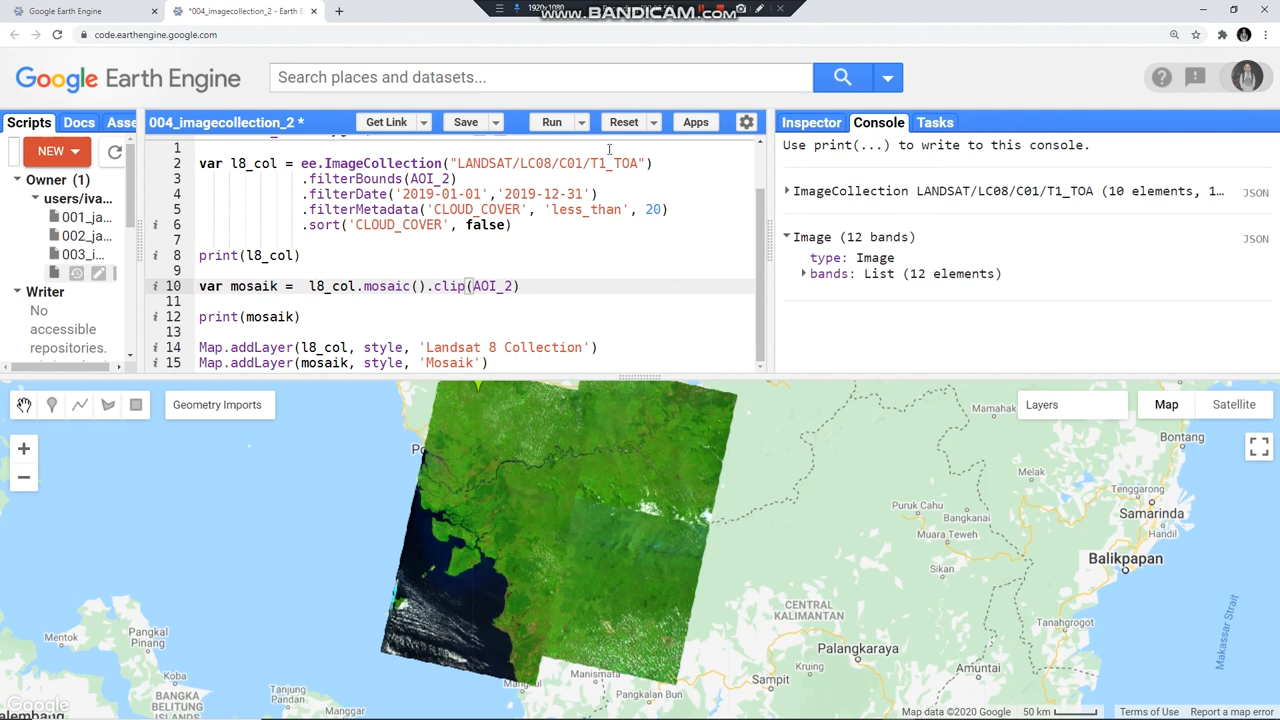 1920x1080
www.BANDICAM.com
Google Earth Engine
*004_imagecollection_2 - Earth E
code.earthengine.google.com
Google Earth Engine
Search places and datasets...
Scripts Docs Asse
004_imagecollection_2 *
Get Link Save Run Reset Apps
Inspector Console Tasks
NEW
Owner (1)
users/iva...
001_ja...
002_ja...
003_i...
Writer
No
accessible
repositories.
1
2 var l8_col = ee.ImageCollection("LANDSAT/LC08/C01/T1_TOA")
3 .filterBounds(AOI_2)
4 .filterDate('2019-01-01','2019-12-31')
5 .filterMetadata('CLOUD_COVER', 'less_than', 20)
6 .sort('CLOUD_COVER', false)
7
8 print(l8_col)
9
10 var mosaik = l8_col.mosaic().clip(AOI_2)
11
12 print(mosaik)
13
14 Map.addLayer(l8_col, style, 'Landsat 8 Collection')
15 Map.addLayer(mosaik, style, 'Mosaik')
Use print(...) to write to this console.
ImageCollection LANDSAT/LC08/C01/T1_TOA (10 elements, 1... JSON
Image (12 bands) JSON
type: Image
bands: List (12 elements)
Geometry Imports
Layers
Map Satellite
Mamahak
Bontang
Melak
Tenggarong
Samarinda
Handil
Puruk Cahu
Bangkanai
Muara Teweh
Balikpapan
Sikan
CENTRAL
KALIMANTAN
Tanahgrogot
Makassar Strait
Palangkaraya
Kruing
Amuntai
Sampit
Manismata
Pangkalan Bun
Mentok
Pangkal
Pinang
Koba
BANGKA
BELITUNG
ISLANDS
Tanjung
Pandan
Manggar
Google
Map data ©2020 Google 50 km Terms of Use Report a map error